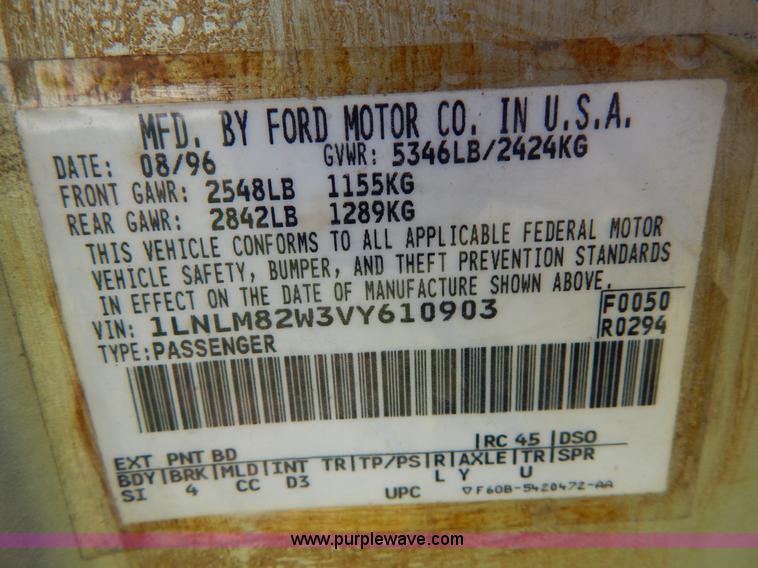 MFD. BY FORD MOTOR CO. IN U.S.A.
DATE: 08/96 GVWR: 5346LB/2424KG
FRONT GAWR: 2548LB 1155KG
REAR GAWR: 2842LB 1289KG
THIS VEHICLE CONFORMS TO ALL APPLICABLE FEDERAL MOTOR
VEHICLE SAFETY, BUMPER, AND THEFT PREVENTION STANDARDS
IN EFFECT ON THE DATE OF MANUFACTURE SHOWN ABOVE.
VIN: 1LNLM82W3VY610903 F0050
TYPE:PASSENGER R0294
EXT PNT BD RC 45 DSO
BDY BRK MLD INT TR TP/PS R AXLE TR SPR
SI 4 CC D3 L Y U
UPC ▽F60B-5420472-AA
www.purplewave.com